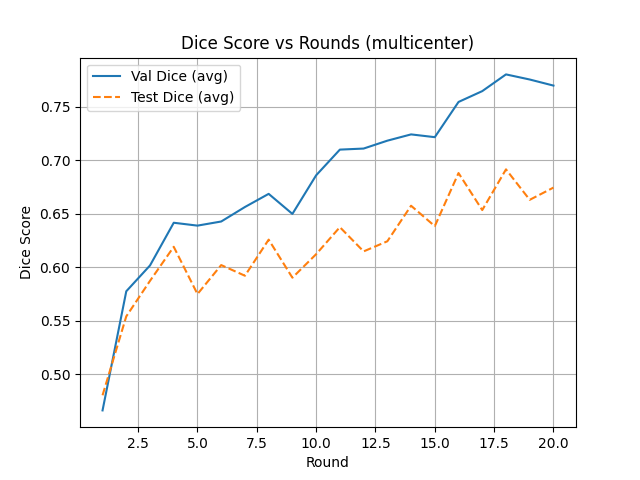 Dice Score vs Rounds (multicenter)
Val Dice (avg)
Test Dice (avg)
Dice Score
0.75
0.70
0.65
0.60
0.55
0.50
2.5 5.0 7.5 10.0 12.5 15.0 17.5 20.0
Round